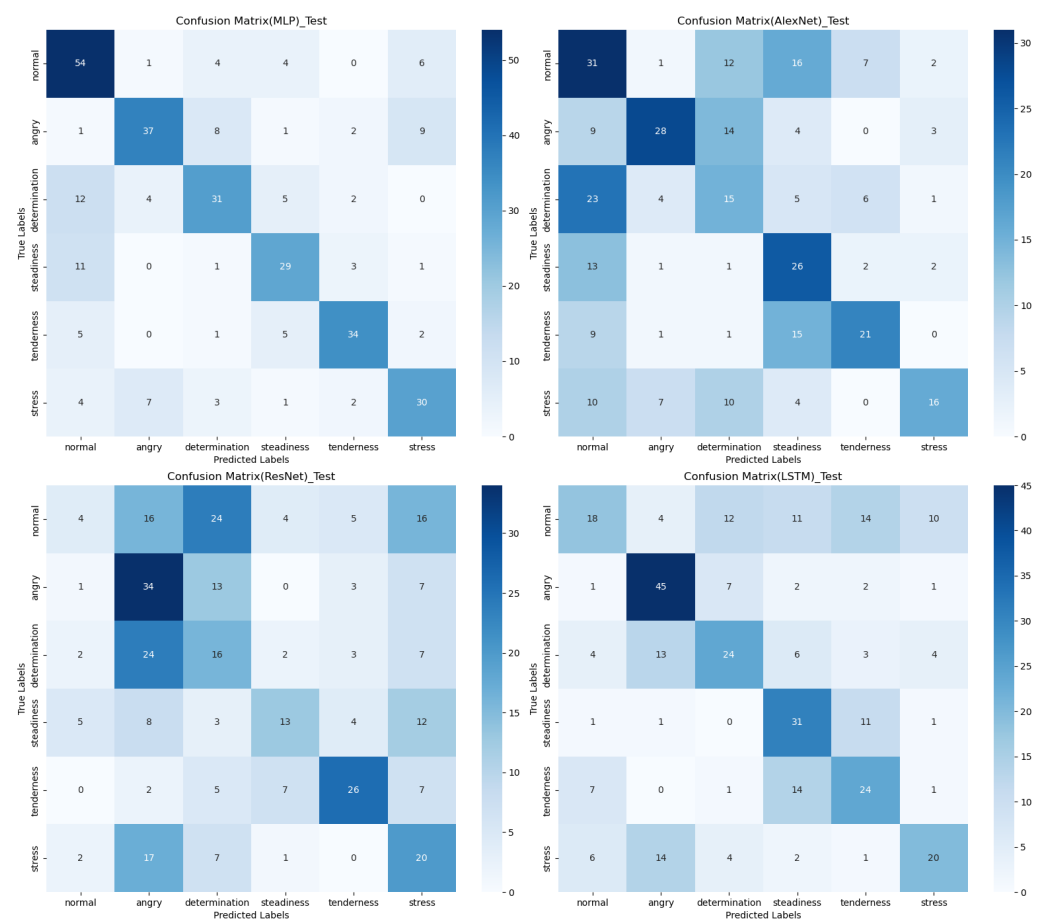 Confusion Matrix(MLP)_Test
True Labels
normal 54 1 4 4 0 6
angry 1 37 8 1 2 9
determination 12 4 31 5 2 0
steadiness 11 0 1 29 3 1
tenderness 5 0 1 5 34 2
stress 4 7 3 1 2 30
normal angry determination steadiness tenderness stress
Predicted Labels
50
40
30
20
10
0
Confusion Matrix(AlexNet)_Test
True Labels
normal 31 1 12 16 7 2
angry 9 28 14 4 0 3
determination 23 4 15 5 6 1
steadiness 13 1 1 26 2 2
tenderness 9 1 1 15 21 0
stress 10 7 10 4 0 16
normal angry determination steadiness tenderness stress
Predicted Labels
30
25
20
15
10
5
0
Confusion Matrix(ResNet)_Test
True Labels
normal 4 16 24 4 5 16
angry 1 34 13 0 3 7
determination 2 24 16 2 3 7
steadiness 5 8 3 13 4 12
tenderness 0 2 5 7 26 7
stress 2 17 7 1 0 20
normal angry determination steadiness tenderness stress
Predicted Labels
30
25
20
15
10
5
0
Confusion Matrix(LSTM)_Test
True Labels
normal 18 4 12 11 14 10
angry 1 45 7 2 2 1
determination 4 13 24 6 3 4
steadiness 1 1 0 31 11 1
tenderness 7 0 1 14 24 1
stress 6 14 4 2 1 20
normal angry determination steadiness tenderness stress
Predicted Labels
45
40
35
30
25
20
15
10
5
0